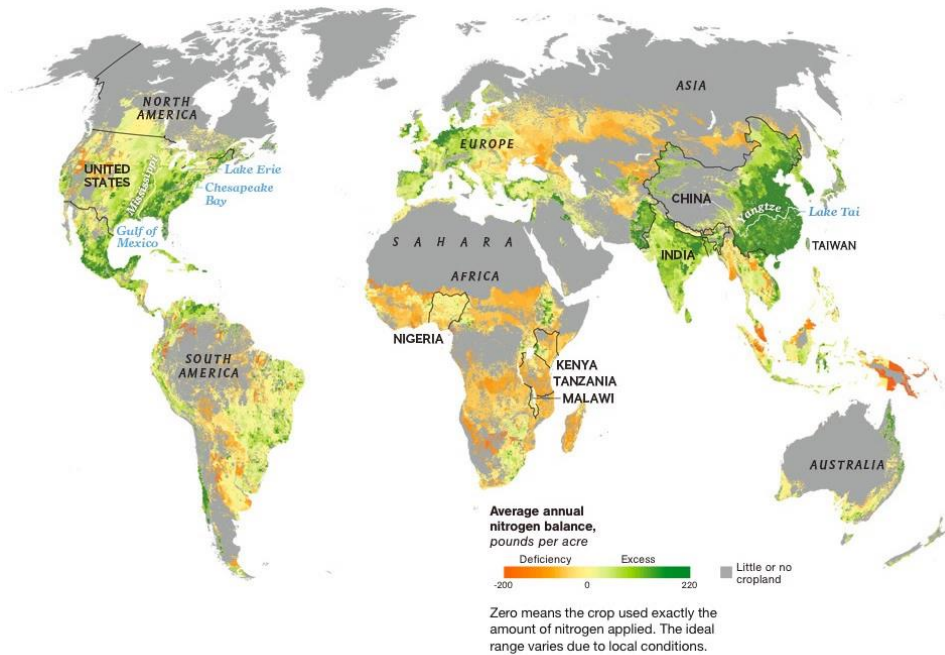 ASIA
NORTH
AMERICA
EUROPE
UNITED
STATES
Mississippi
Lake Erie
Chesapeake
Bay
CHINA
Yangtze
Lake Tai
Gulf of
Mexico
SAHARA
TAIWAN
INDIA
AFRICA
NIGERIA
SOUTH
AMERICA
KENYA
TANZANIA
MALAWI
AUSTRALIA
Average annual
nitrogen balance,
pounds per acre
Deficiency Excess
-200 0 220
Little or no
cropland
Zero means the crop used exactly the
amount of nitrogen applied. The ideal
range varies due to local conditions.